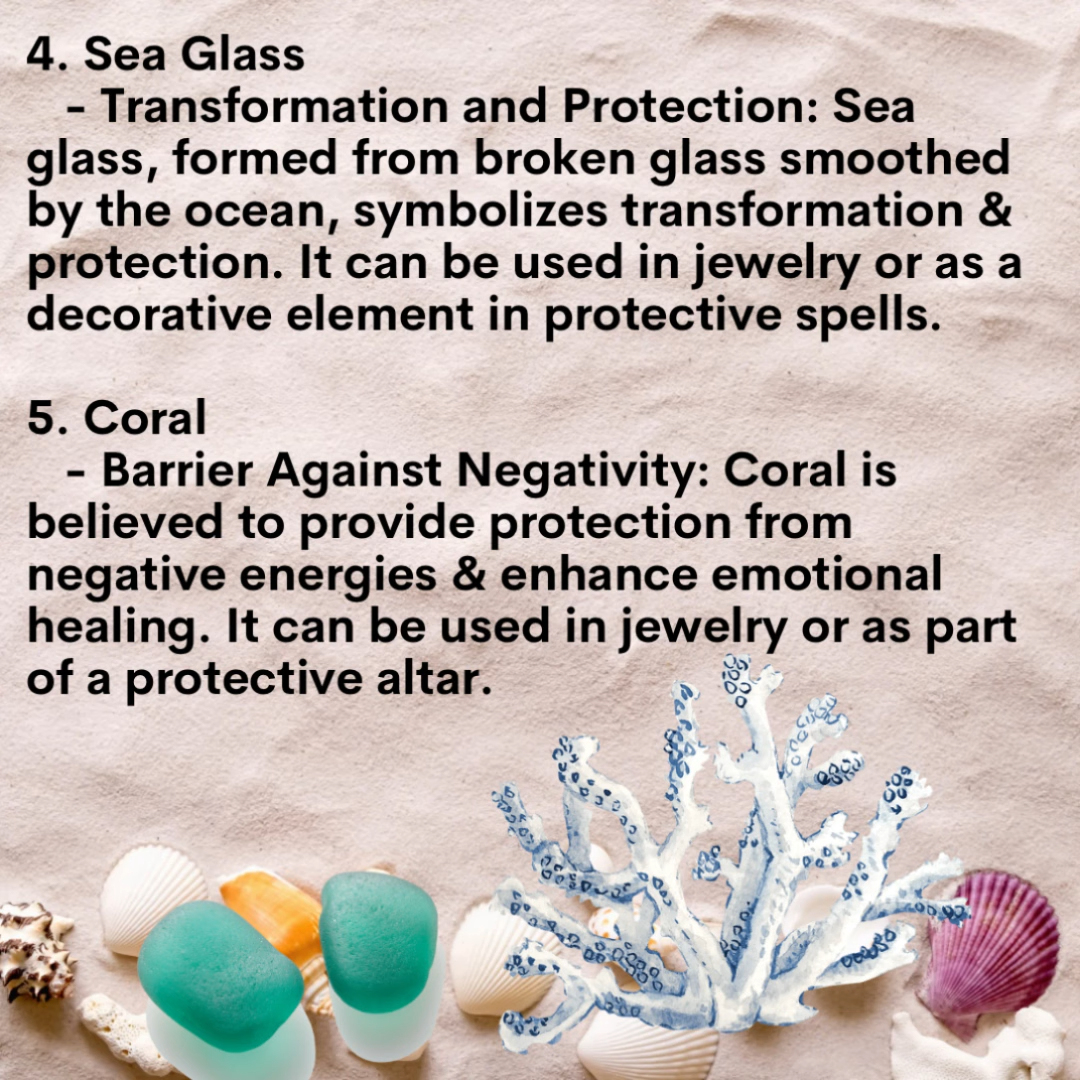 4. Sea Glass
- Transformation and Protection: Sea
glass, formed from broken glass smoothed
by the ocean, symbolizes transformation &
protection. It can be used in jewelry or as a
decorative element in protective spells.
5. Coral
- Barrier Against Negativity: Coral is
believed to provide protection from
negative energies & enhance emotional
healing. It can be used in jewelry or as part
of a protective altar.